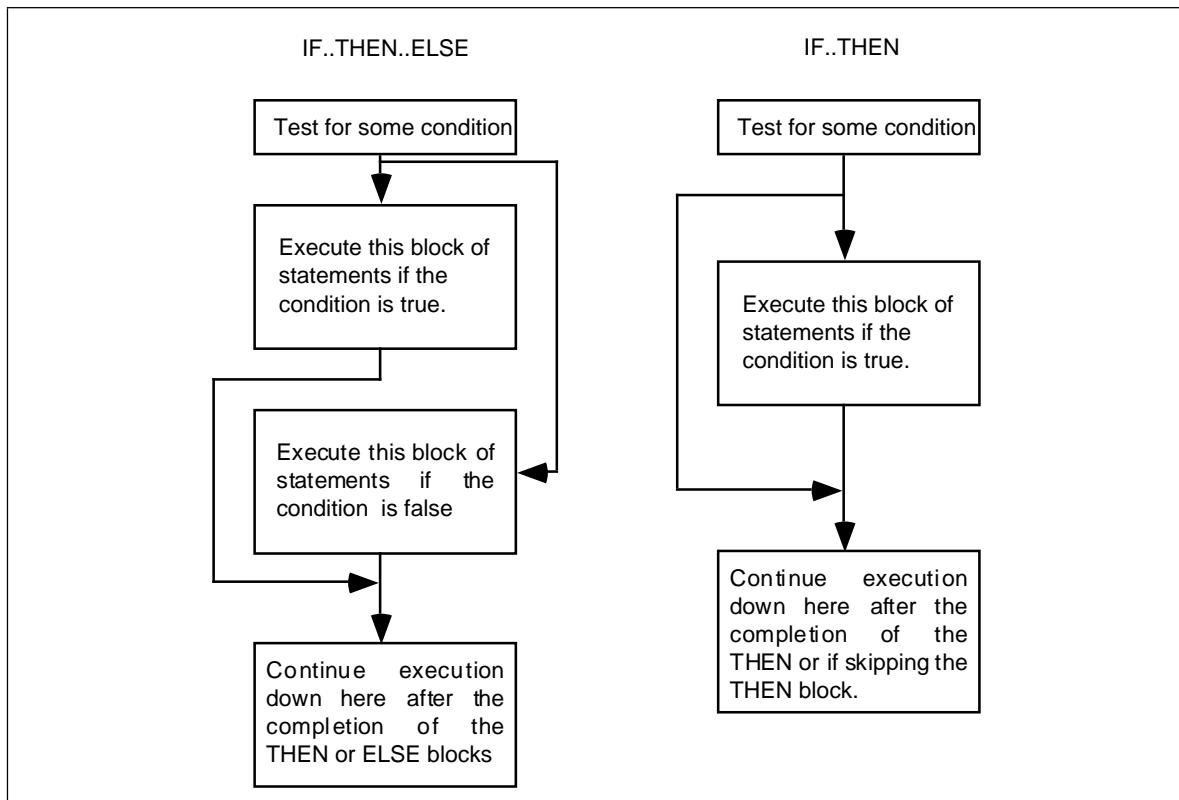 IF..THEN..ELSE
Test for some condition
Execute this block of
statements if the
condition is true.
Execute this block of
statements if the
condition is false
Continue execution
down here after the
completion of the
THEN or ELSE blocks
IF..THEN
Test for some condition
Execute this block of
statements if the
condition is true.
Continue execution
down here after the
completion of the
THEN or if skipping the
THEN block.